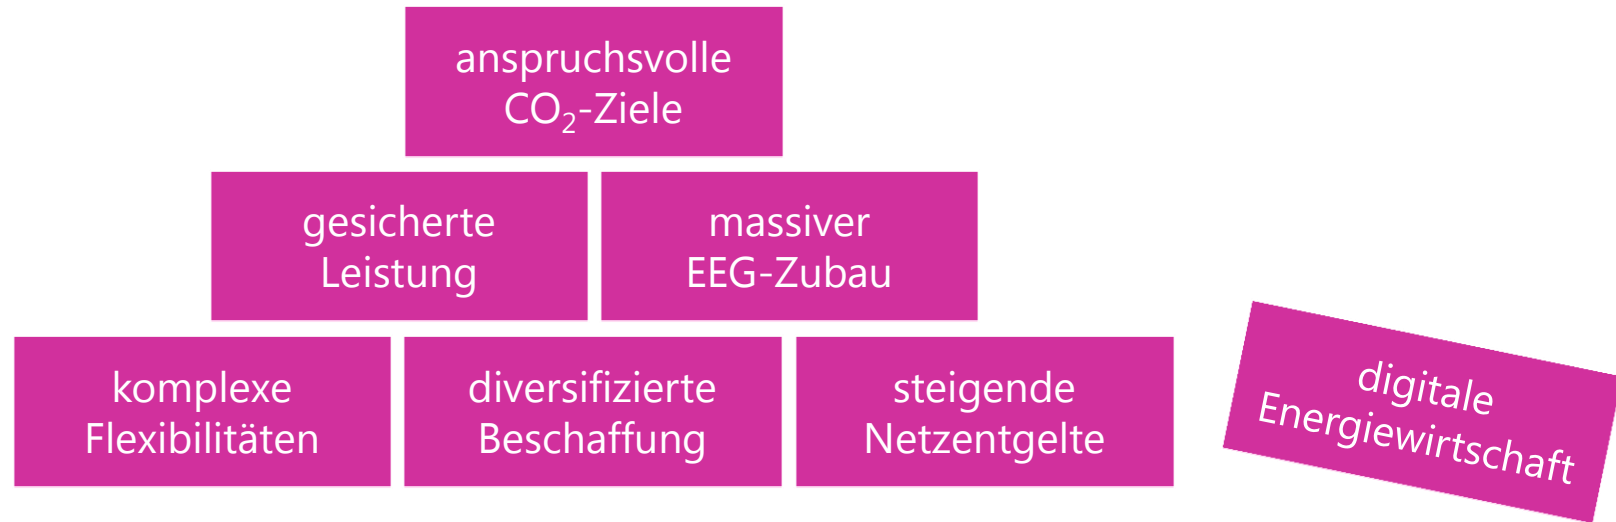 anspruchsvolle
CO₂-Ziele
gesicherte
Leistung
massiver
EEG-Zubau
komplexe
Flexibilitäten
diversifizierte
Beschaffung
steigende
Netzentgelte
digitale
Energiewirtschaft